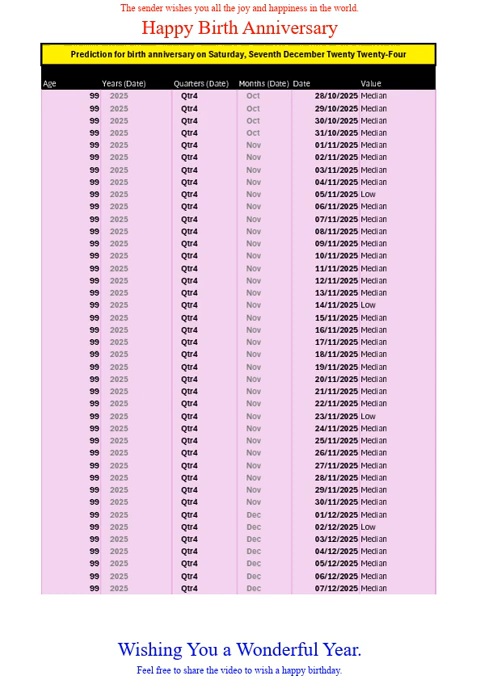 The sender wishes you all the joy and happiness in the world.
Happy Birth Anniversary
Prediction for birth anniversary on Saturday, Seventh December Twenty Twenty-Four
Age Years (Date) Quarters (Date) Months (Date) Date Value
99 2025 Qtr4 Oct 28/10/2025 Median
99 2025 Qtr4 Oct 29/10/2025 Median
99 2025 Qtr4 Oct 30/10/2025 Median
99 2025 Qtr4 Oct 31/10/2025 Median
99 2025 Qtr4 Nov 01/11/2025 Median
99 2025 Qtr4 Nov 02/11/2025 Median
99 2025 Qtr4 Nov 03/11/2025 Median
99 2025 Qtr4 Nov 04/11/2025 Median
99 2025 Qtr4 Nov 05/11/2025 Low
99 2025 Qtr4 Nov 06/11/2025 Median
99 2025 Qtr4 Nov 07/11/2025 Median
99 2025 Qtr4 Nov 08/11/2025 Median
99 2025 Qtr4 Nov 09/11/2025 Median
99 2025 Qtr4 Nov 10/11/2025 Median
99 2025 Qtr4 Nov 11/11/2025 Median
99 2025 Qtr4 Nov 12/11/2025 Median
99 2025 Qtr4 Nov 13/11/2025 Median
99 2025 Qtr4 Nov 14/11/2025 Low
99 2025 Qtr4 Nov 15/11/2025 Median
99 2025 Qtr4 Nov 16/11/2025 Median
99 2025 Qtr4 Nov 17/11/2025 Median
99 2025 Qtr4 Nov 18/11/2025 Median
99 2025 Qtr4 Nov 19/11/2025 Median
99 2025 Qtr4 Nov 20/11/2025 Median
99 2025 Qtr4 Nov 21/11/2025 Median
99 2025 Qtr4 Nov 22/11/2025 Median
99 2025 Qtr4 Nov 23/11/2025 Low
99 2025 Qtr4 Nov 24/11/2025 Median
99 2025 Qtr4 Nov 25/11/2025 Median
99 2025 Qtr4 Nov 26/11/2025 Median
99 2025 Qtr4 Nov 27/11/2025 Median
99 2025 Qtr4 Nov 28/11/2025 Median
99 2025 Qtr4 Nov 29/11/2025 Median
99 2025 Qtr4 Nov 30/11/2025 Median
99 2025 Qtr4 Dec 01/12/2025 Median
99 2025 Qtr4 Dec 02/12/2025 Low
99 2025 Qtr4 Dec 03/12/2025 Median
99 2025 Qtr4 Dec 04/12/2025 Median
99 2025 Qtr4 Dec 05/12/2025 Median
99 2025 Qtr4 Dec 06/12/2025 Median
99 2025 Qtr4 Dec 07/12/2025 Median
Wishing You a Wonderful Year.
Feel free to share the video to wish a happy birthday.